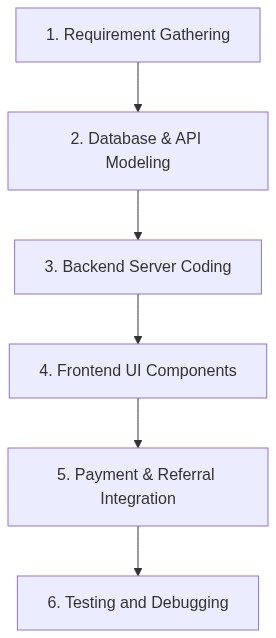 1. Requirement Gathering
2. Database & API
Modeling
3. Backend Server Coding
4. Frontend UI Components
5. Payment & Referral
Integration
6. Testing and Debugging